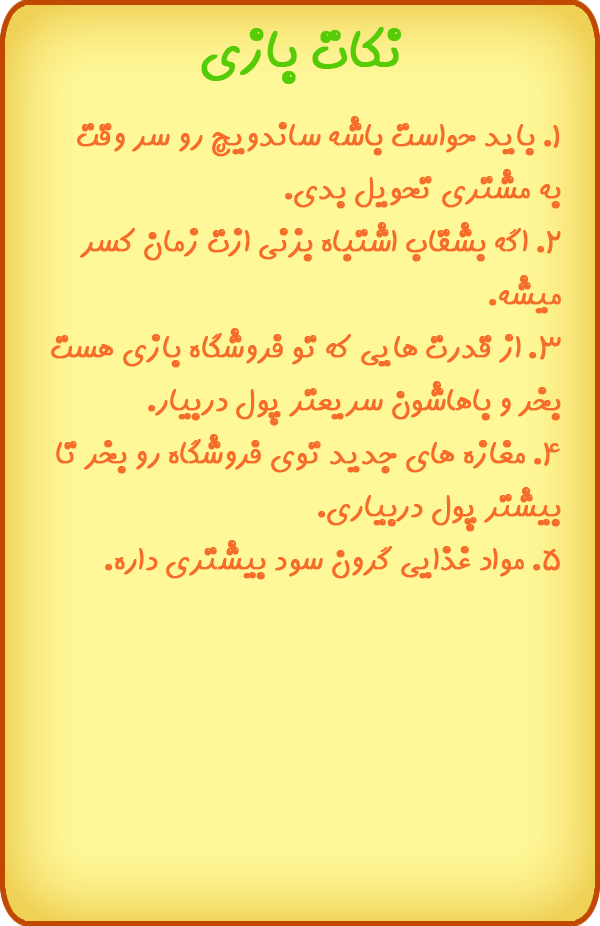 نکات بازی
۱. باید حواست باشه ساندویچ رو سر وقت
به مشتری تحویل بدی.
۲. اگه بشقاب اشتباه بزنی ازت زمان کسر
میشه.
۳. از قدرت هایی که تو فروشگاه بازی هست
بخر و باهاشون سریعتر پول دربیار.
۴. مغازه های جدید توی فروشگاه رو بخر تا
بیشتر پول دربیاری.
۵. مواد غذایی گرون سود بیشتری داره.